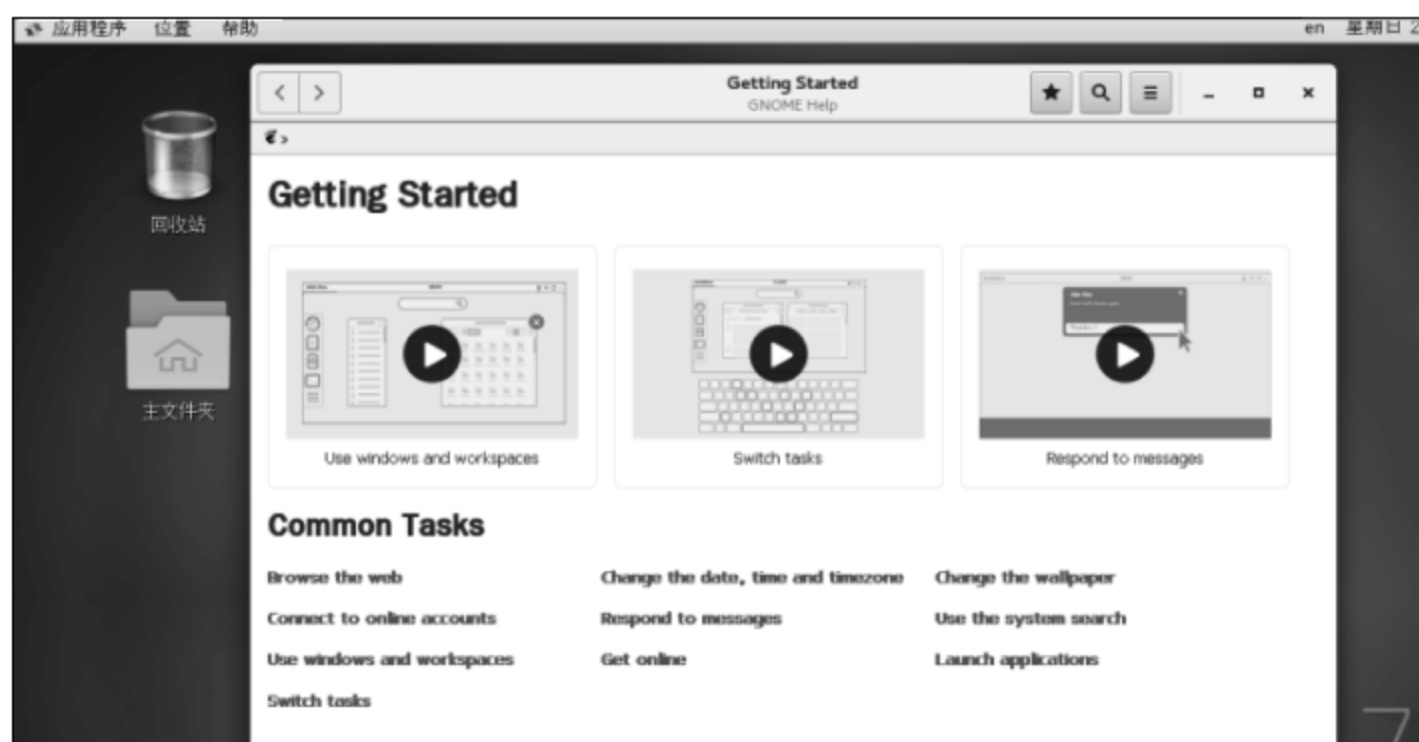 应用程序 位置 帮助 en 星期日 2
Getting Started
GNOME Help
回收站
主文件夹
Getting Started
Use windows and workspaces Switch tasks Respond to messages
Common Tasks
Browse the web Change the date, time and timezone Change the wallpaper
Connect to online accounts Respond to messages Use the system search
Use windows and workspaces Get online Launch applications
Switch tasks
7